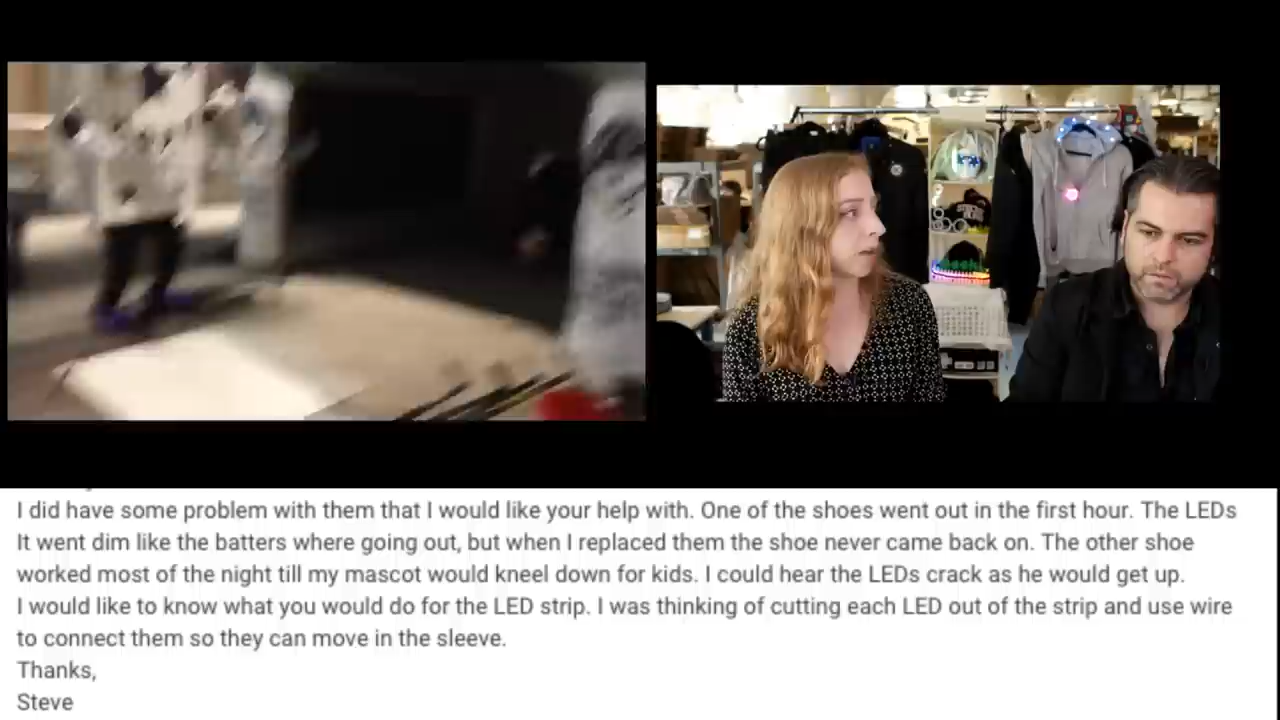 I did have some problem with them that I would like your help with. One of the shoes went out in the first hour. The LEDs
It went dim like the batters where going out, but when I replaced them the shoe never came back on. The other shoe
worked most of the night till my mascot would kneel down for kids. I could hear the LEDs crack as he would get up.
I would like to know what you would do for the LED strip. I was thinking of cutting each LED out of the strip and use wire
to connect them so they can move in the sleeve.
Thanks,
Steve